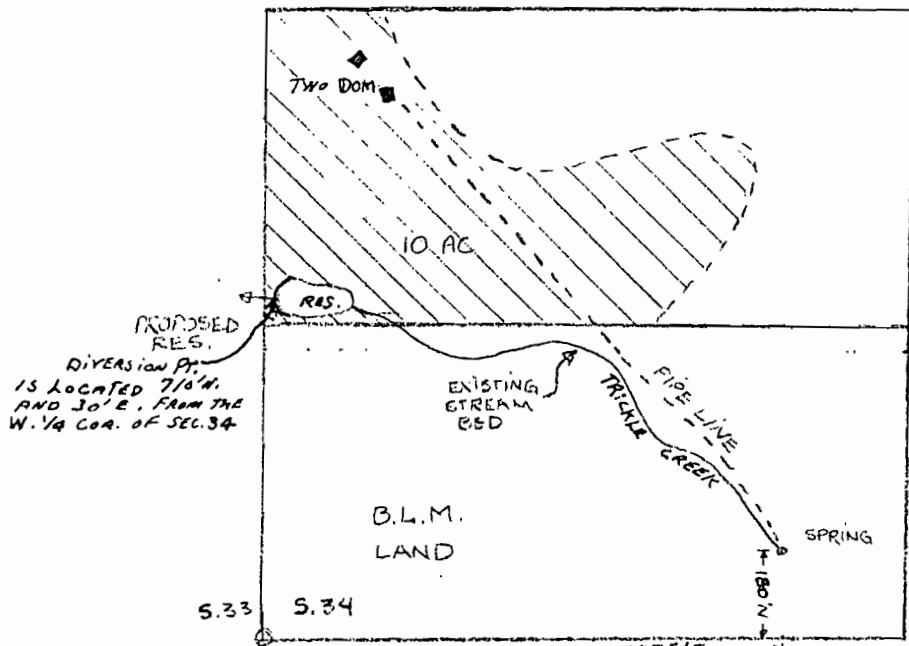 TWO DOM.
10 AC
RES.
PROPOSED
RES.
DIVERSION PT.
IS LOCATED 710'N.
AND 30'E. FROM THE
W. 1/4 COR. OF SEC. 34
EXISTING
STREAM
BED
TRICKLE
CREEK
PIPE LINE
B.L.M.
LAND
SPRING
180' N
S.33
S.34